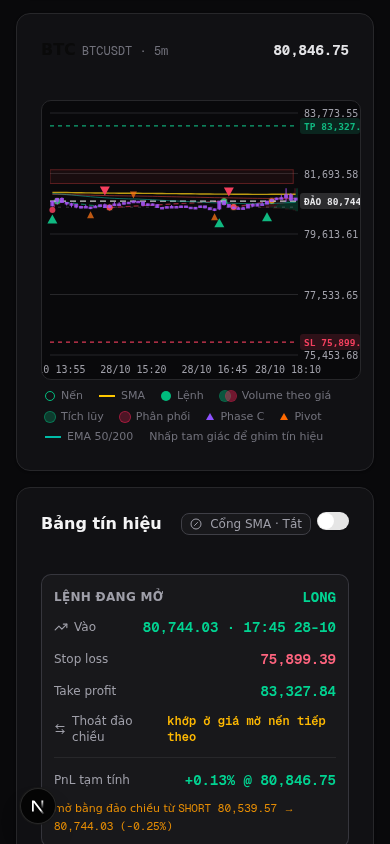 BTC BTCUSDT · 5m 80,846.75
83,773.55
TP 83,327.
81,693.58
ĐẢO 80,744
79,613.61
77,533.65
SL 75,899.
75,453.68
0 13:55 28/10 15:20 28/10 16:45 28/10 18:10
Nến SMA Lệnh Volume theo giá
Tích lũy Phân phối Phase C Pivot
EMA 50/200 Nhấp tam giác để ghim tín hiệu
Bảng tín hiệu Cổng SMA · Tắt
LỆNH ĐANG MỞ LONG
Vào 80,744.03 · 17:45 28-10
Stop loss 75,899.39
Take profit 83,327.84
Thoát đảo chiều khớp ở giá mở nến tiếp theo
PnL tạm tính +0.13% @ 80,846.75
mở bằng đảo chiều từ SHORT 80,539.57 →
80,744.03 (-0.25%)
N